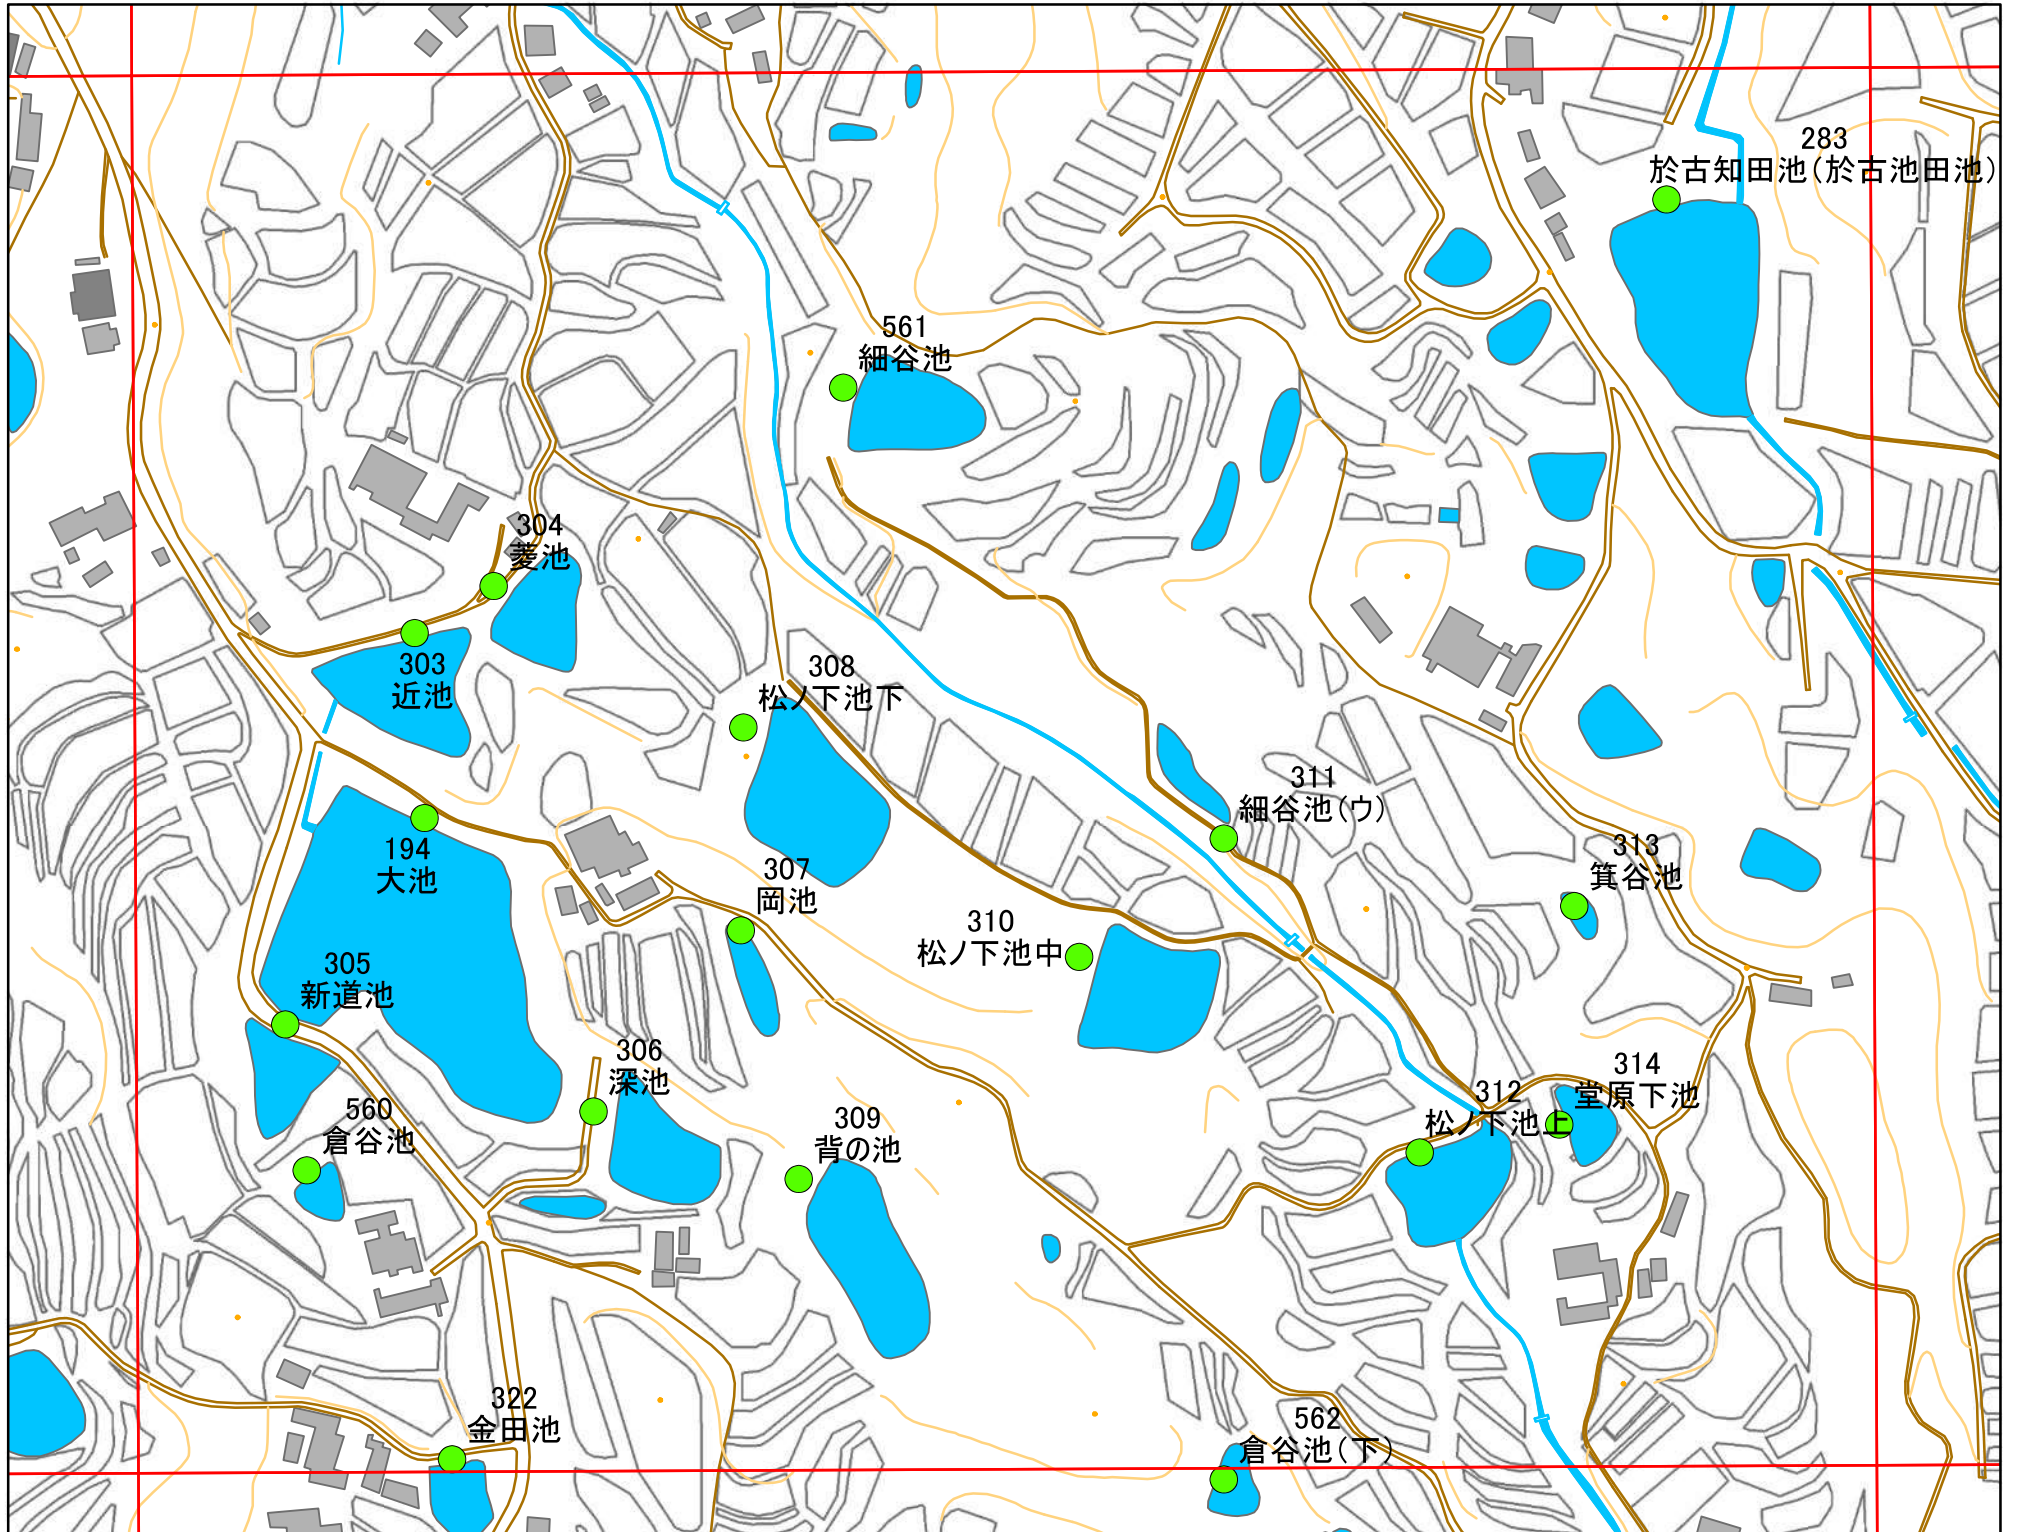 283
於古知田池(於古池田池)
561
細谷池
304
菱池
303
近池
308
松ノ下池下
311
細谷池(ウ)
194
大池
313
箕谷池
307
岡池
310
松ノ下池中
305
新道池
306
深池
314
堂原下池
312
松ノ下池上
560
倉谷池
309
背の池
322
金田池
562
倉谷池(下)